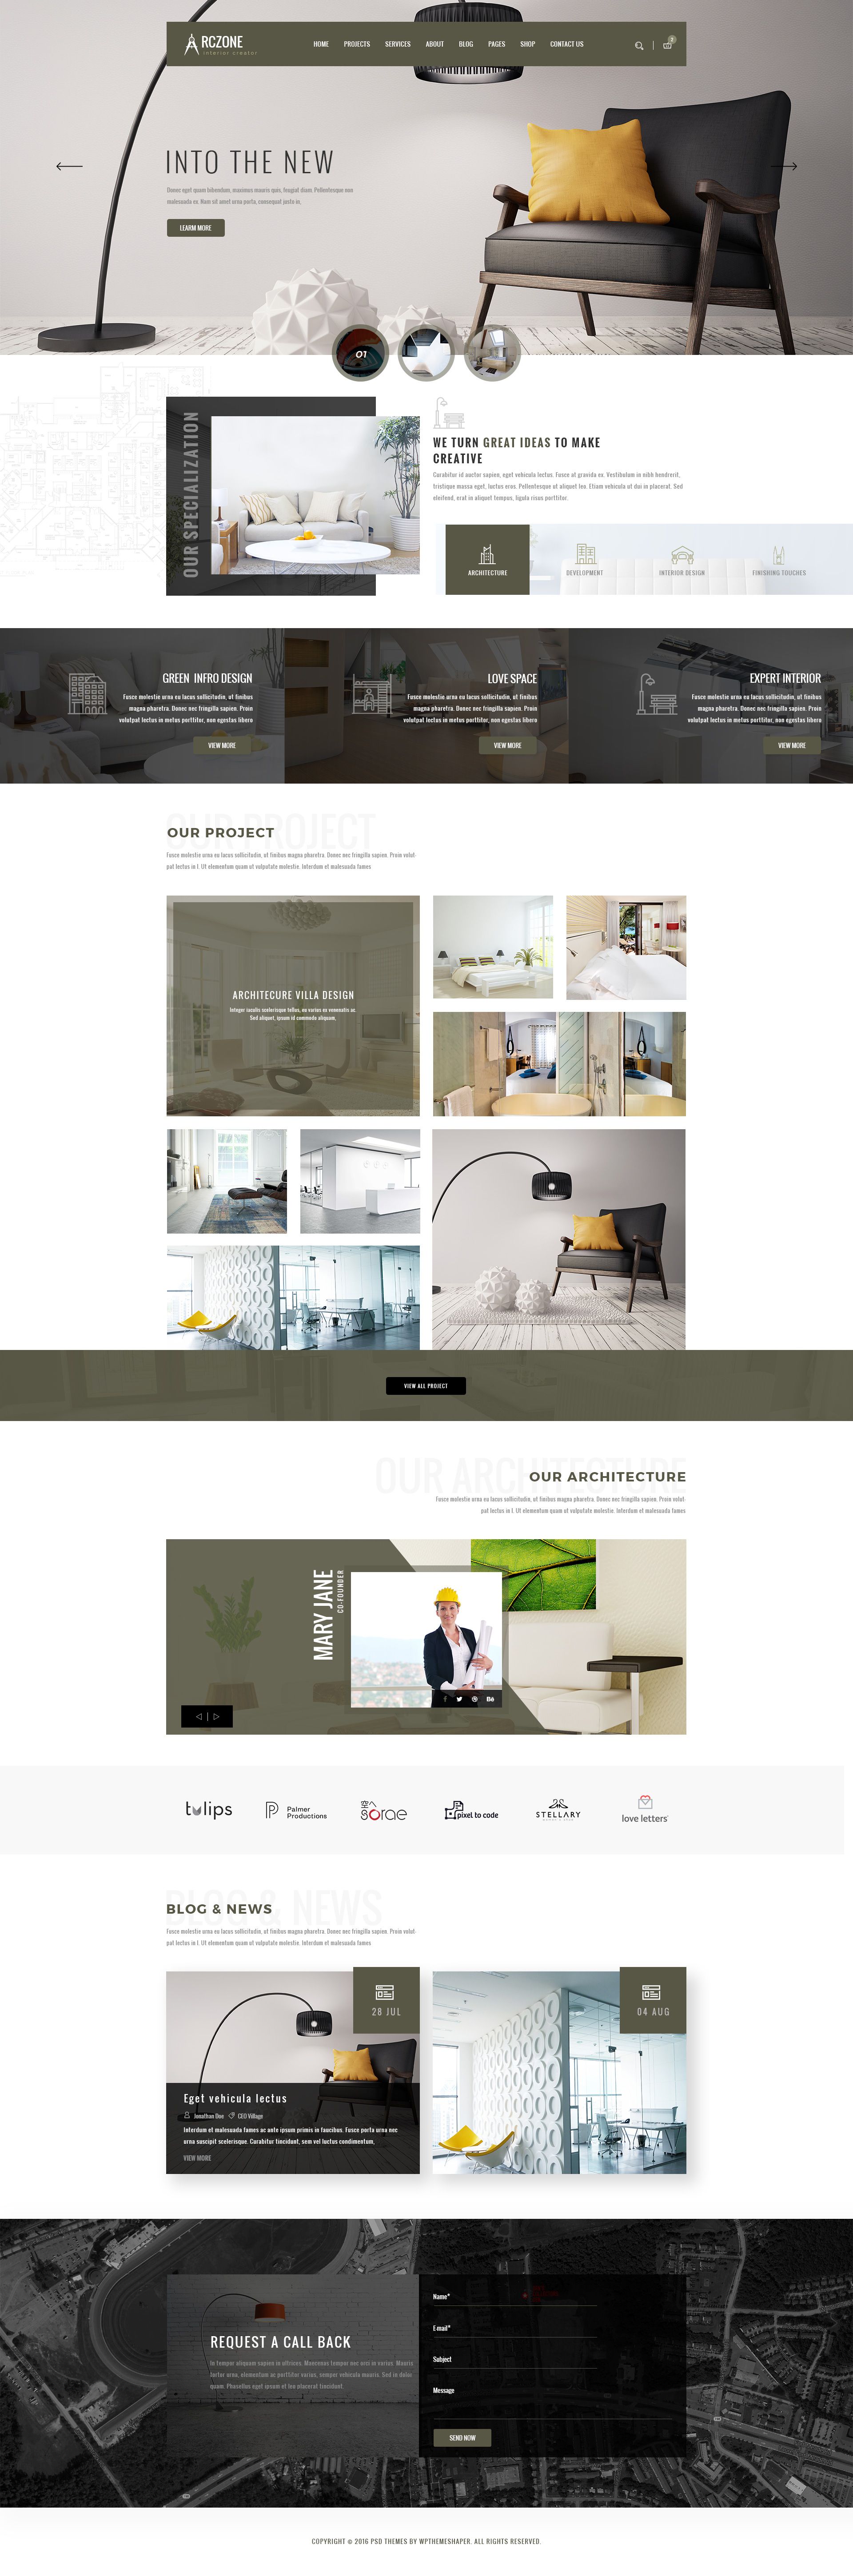 RCZONE
interior creator
HOME PROJECTS SERVICES ABOUT BLOG PAGES SHOP CONTACT US
2
INTO THE NEW
Donec eget quam bibendum, maximus mauris quis, feugiat diam. Pellentesque non
malesuada ex. Nam sit amet urna porta, consequat justo in,
LEARM MORE
01
OUR SPECIALIZATION
WE TURN GREAT IDEAS TO MAKE
CREATIVE
Curabitur id auctor sapien, eget vehicula lectus. Fusce at gravida ex. Vestibulum in nibh hendrerit,
tristique massa eget, luctus eros. Pellentesque ut aliquet leo. Etiam vehicula at dui in placerat. Sed
eleifend, erat in aliquet tempus, ligula risus porttitor.
ARCHITECTURE
DEVELOPMENT
INTERIOR DESIGN
FINISHING TOUCHES
GREEN INFRO DESIGN
Fusce molestie urna eu lacus sollicitudin, ut finibus
magna pharetra. Donec nec fringilla sapien. Proin
volutpat lectus in metus porttitor, non egestas libero
VIEW MORE
LOVE SPACE
Fusce molestie arna eu lacus sollicitudin, ut finibus
magna pharetra. Donec nec fringilla sapien. Proin
volutpat lectus in metus porttitor, non egestas libero
VIEW MORE
EXPERT INTERIOR
Fusce molestie arna eu lacus sollicitudin, ut finibus
magna pharetra. Donec nec fringilla sapien. Proin
volutpat lectus in metus porttitor, non egestas libero
VIEW MORE
OUR PROJECT
OUR PROJECT
Fusce molestie urna eu lacus sollicitudin, ut finibus magna pharetra. Donec nec fringilla sapien. Proin volut-
pat lectus in l. Ut elementum quam at vulputate molestie. Interdum et malesuada fames
ARCHITECURE VILLA DESIGN
Integer iaculis scelerisque tellus, eu varius ex venenatis ac
Sed aliquet, ipsum id commodo aliquam,
VIEW ALL PROJECT
OUR ARCHITECTURE
OUR ARCHITECTURE
Fusce molestie urna eu lacus sollicitudin, ut finibus magna pharetra. Donec nec fringilla sapien. Proin volut-
pat lectus in l. Ut elementum quam at vulputate molestie. Interdum et malesuada fames
MARY JANE
CO-FOUNDER
tulips
Palmer
Productions
sorae
pixel to code
STELLARY
love letters
BLOG & NEWS
BLOG & NEWS
Fusce molestie urna eu lacus sollicitudin, ut finibus magna pharetra. Donec nec fringilla sapien. Proin volut-
pat lectus in l. Ut elementum quam at vulputate molestie. Interdum et malesuada fames
28 JUL
04 AUG
Eget vehicula lectus
Jonathan Doe CEO Village
Interdum et malesuada fames ac ante ipsum primis in faucibus. Fusce porta urna nec
urna suscipit scelerisque. Curabitur tincidunt, sem vel luctus condimentum,
VIEW MORE
REQUEST A CALL BACK
In tempor aliquam sapien in ultrices. Maecenas tempor nec orci in varius. Mauris
tortor urna, elementum ac porttitor varius, semper vehicula mauris. Sed in dolor
quam. Phasellus eget ipsum et leo placerat tincidunt.
Name*
E-mail*
Subject
Message
SEND NOW
COPYRIGHT © 2016 PSD THEMES BY WPTHEMESHAPER. ALL RIGHTS RESERVED.